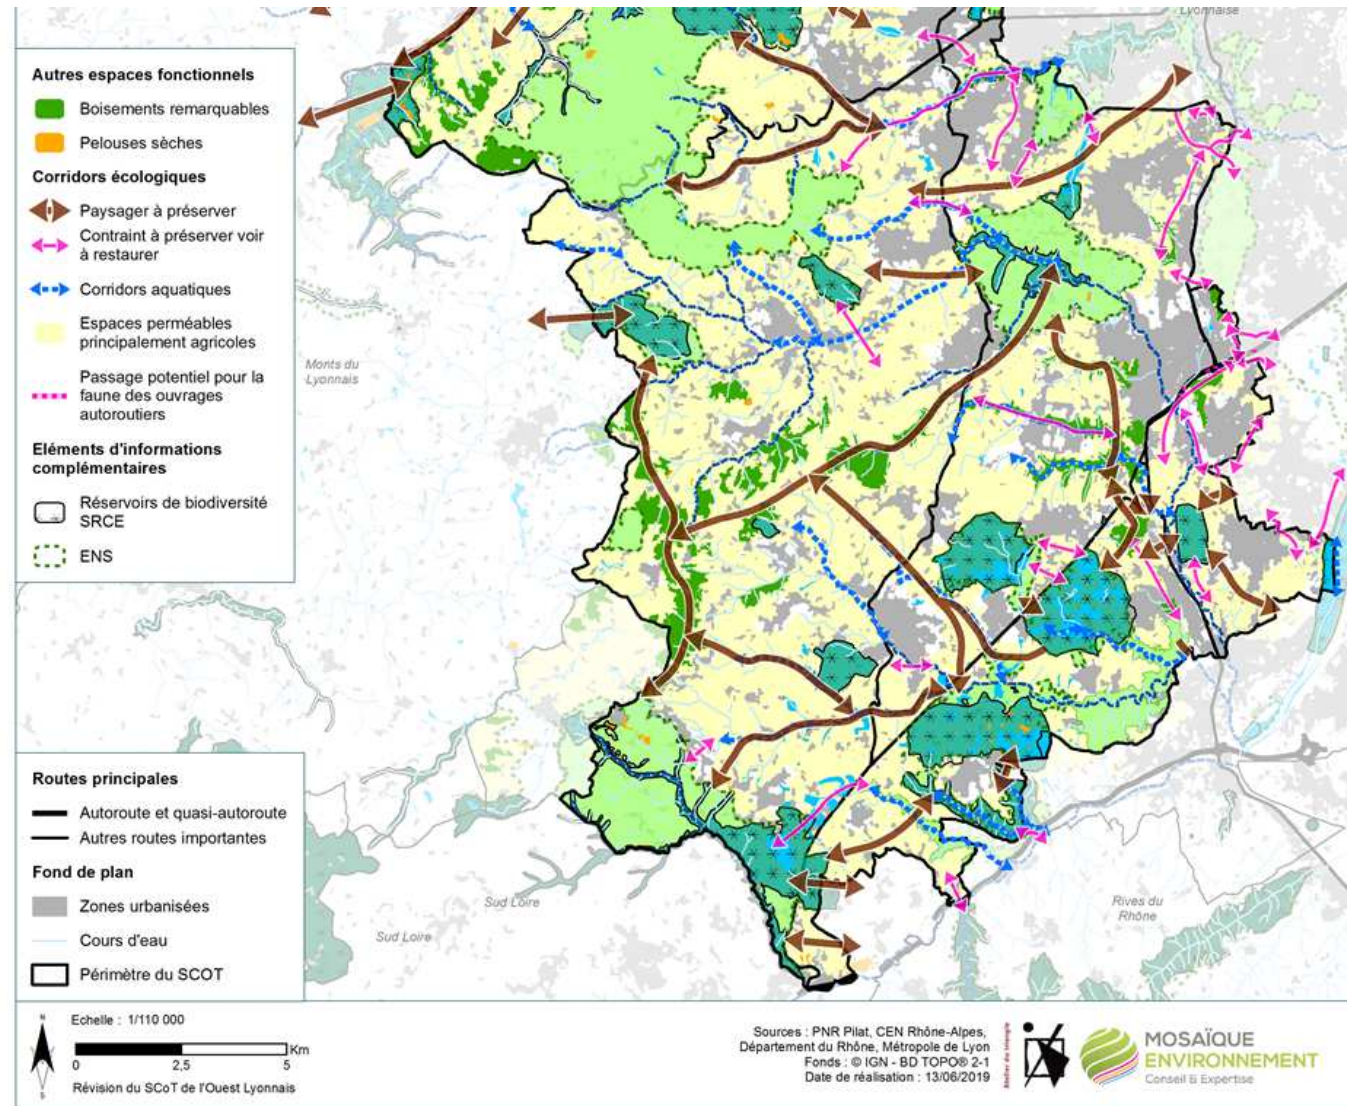 Lyonnaise
Autres espaces fonctionnels
Boisements remarquables
Pelouses sèches
Corridors écologiques
Paysager à préserver
Contraint à préserver voir
à restaurer
Corridors aquatiques
Espaces perméables
principalement agricoles
Passage potentiel pour la
faune des ouvrages
autoroutiers
Eléments d'informations
complémentaires
Réservoirs de biodiversité
SRCE
ENS
Monts du
Lyonnais
Routes principales
Autoroute et quasi-autoroute
Autres routes importantes
Fond de plan
Zones urbanisées
Cours d'eau
Périmètre du SCOT
Sud Loire
Sud Loire
Rives du
Rhône
N
S
Echelle : 1/110 000
Km
0 2,5 5
Révision du SCoT de l'Ouest Lyonnais
Sources : PNR Pilat, CEN Rhône-Alpes,
Département du Rhône, Métropole de Lyon
Fonds : © IGN - BD TOPO® 2-1
Date de réalisation : 13/06/2019
Atelier du triangle
MOSAÏQUE
ENVIRONNEMENT
Conseil & Expertise